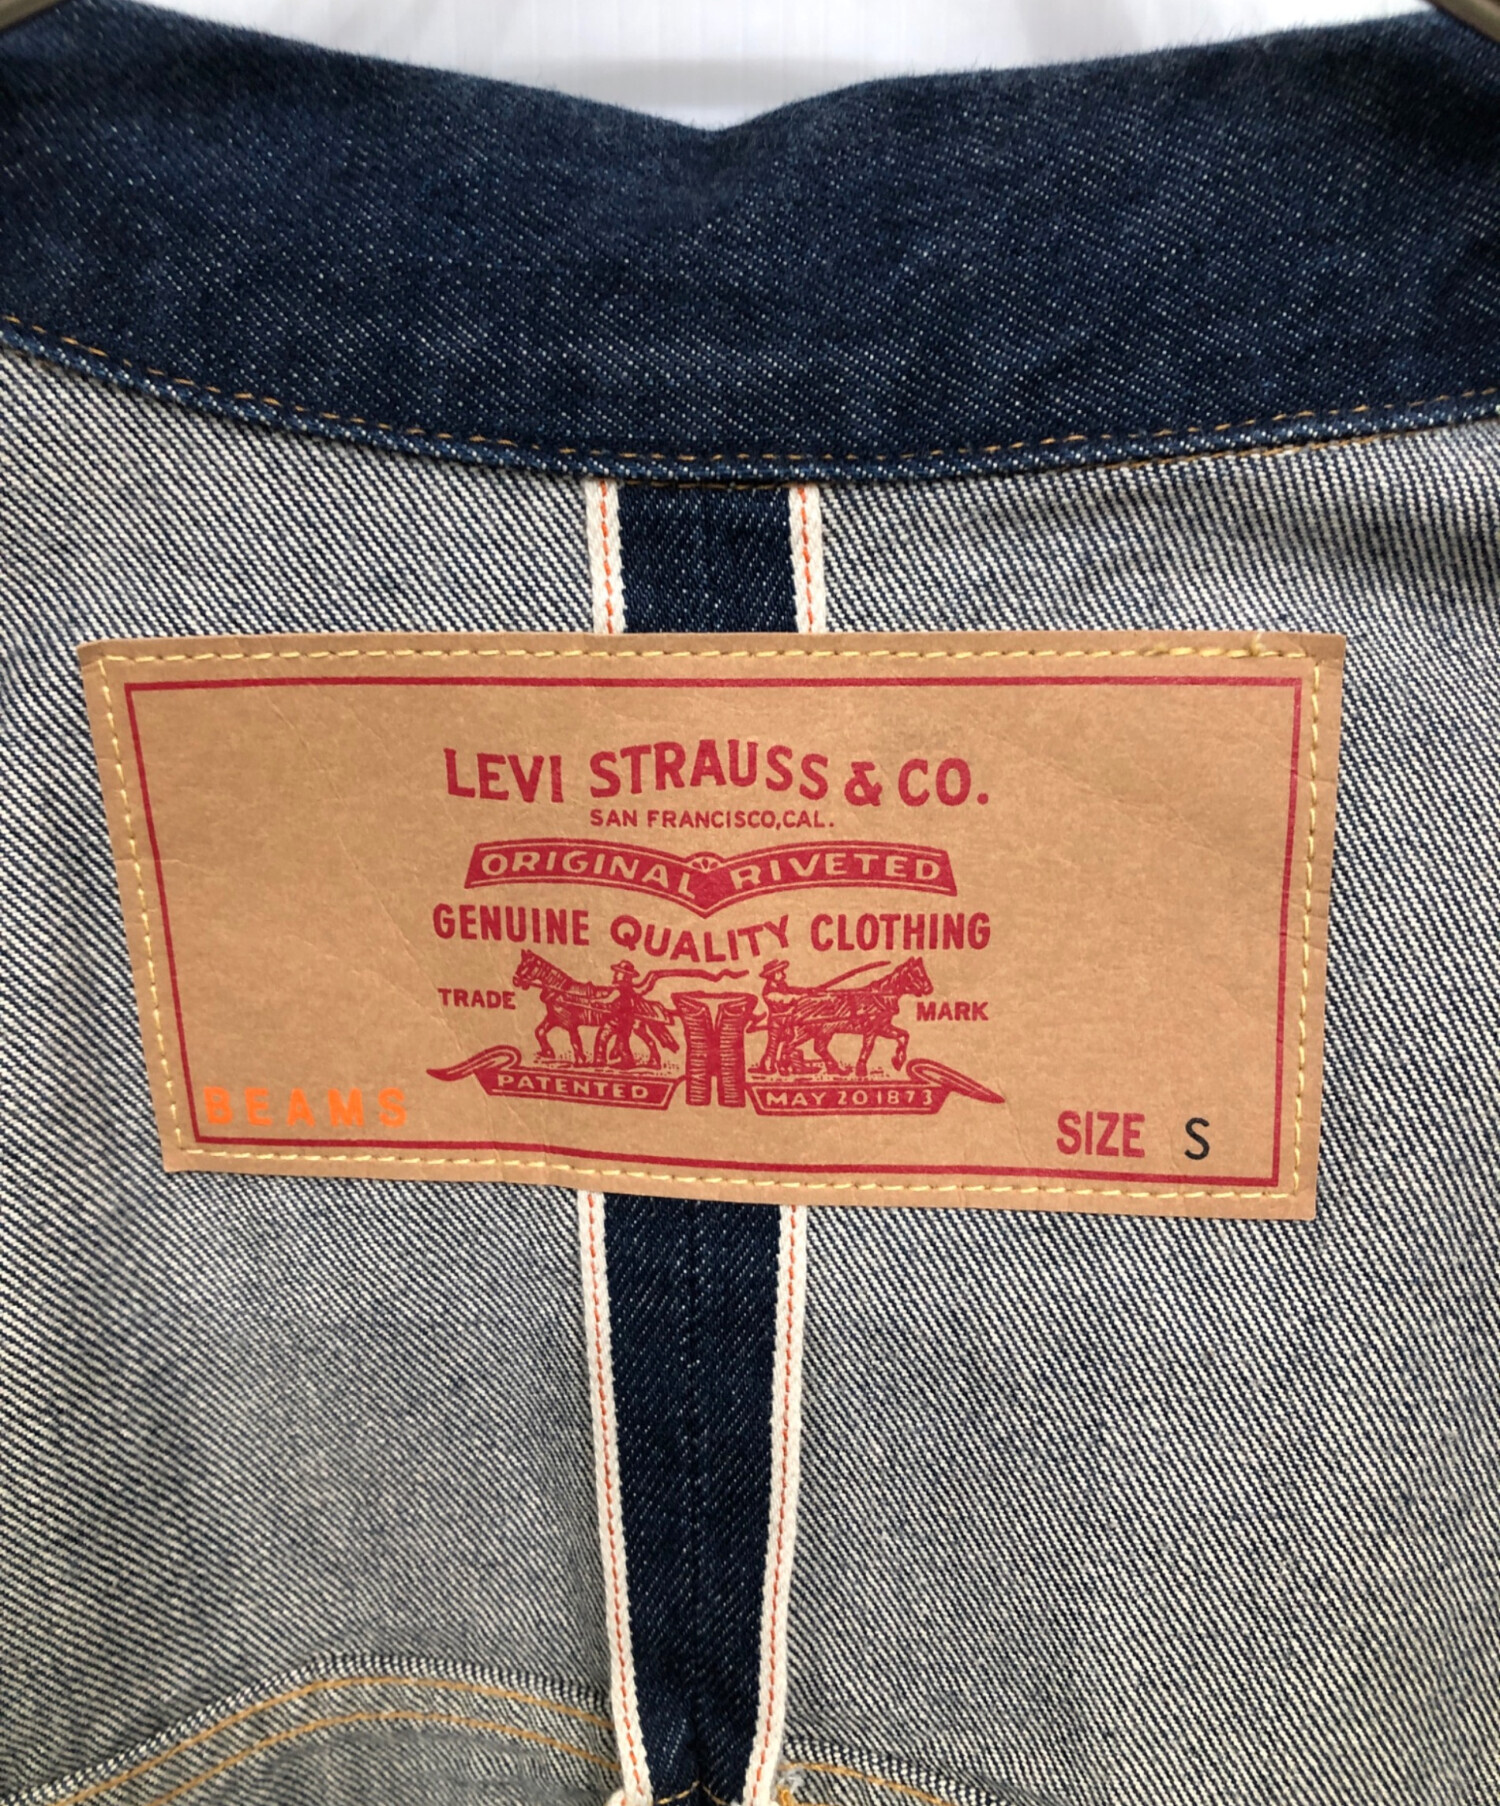 LEVI STRAUSS & CO.
SAN FRANCISCO, CAL.
ORIGINAL RIVETED
GENUINE QUALITY CLOTHING
TRADE MARK
PATENTED MAY 20 1873
BEAMS
SIZE S